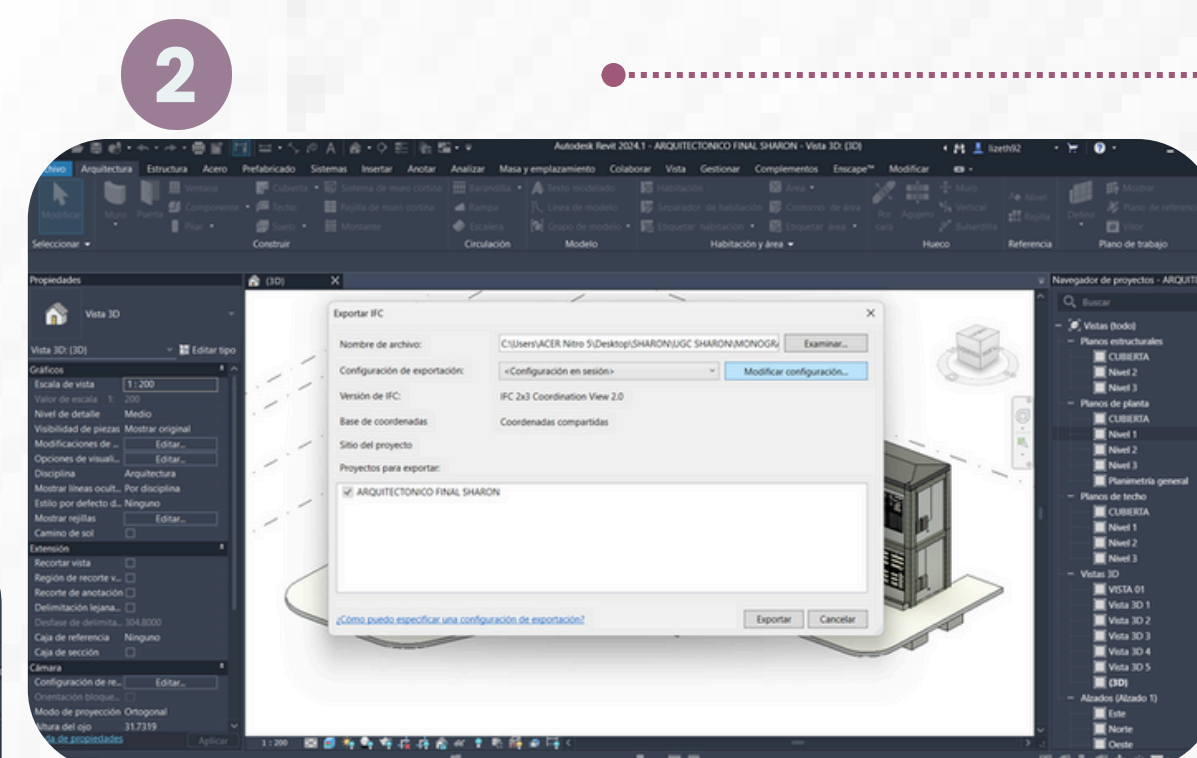 2
Autodesk Revit 2024.1 - ARQUITECTONICO FINAL SHARON - Vista 3D: {3D}
lizeth92
Arquitectura Estructura Acero Prefabricado Sistemas Insertar Anotar Analizar Masa y emplazamiento Colaborar Vista Gestionar Complementos Enscape™ Modificar
Modificar
Muro
Puerta
Ventana
Componente
Pilar
Cubierta
Techo
Suelo
Sistema de muro cortina
Rejilla de muro cortina
Montante
Barandilla
Rampa
Escalera
Texto modelado
Línea de modelo
Grupo de modelo
Habitación
Separador de habitación
Etiquetar habitación
Área
Contorno de área
Etiquetar área
Por cara
Agujero
Muro
Vertical
Buhardilla
Nivel
Rejilla
Definir
Mostrar
Plano de referen
Visor
Seleccionar
Construir
Circulación
Modelo
Habitación y área
Hueco
Referencia
Plano de trabajo
Propiedades
Vista 3D
Vista 3D: {3D} Editar tipo
Gráficos
Escala de vista 1 : 200
Valor de escala 1: 200
Nivel de detalle Medio
Visibilidad de piezas Mostrar original
Modificaciones de ... Editar...
Opciones de visuali... Editar...
Disciplina Arquitectura
Mostrar líneas ocult... Por disciplina
Estilo por defecto d... Ninguno
Mostrar rejillas Editar...
Camino de sol
Extensión
Recortar vista
Región de recorte v...
Recorte de anotación
Delimitación lejana...
Desfase de delimita... 304.8000
Caja de referencia Ninguno
Caja de sección
Cámara
Configuración de re... Editar...
Orientación bloque...
Modo de proyección Ortogonal
Altura del ojo 31.7319
de propiedades Aplicar
{3D}
Exportar IFC
Nombre de archivo: C:\Users\ACER Nitro 5\Desktop\SHARON\UGC SHARON\MONOGR Examinar...
Configuración de exportación: <Configuración en sesión> Modificar configuración...
Versión de IFC: IFC 2x3 Coordination View 2.0
Base de coordenadas Coordenadas compartidas
Sitio del proyecto
Proyectos para exportar:
ARQUITECTONICO FINAL SHARON
¿Cómo puedo especificar una configuración de exportación?
Exportar Cancelar
1 : 200
Navegador de proyectos - ARQUITE
Buscar
Vistas (todo)
Planos estructurales
CUBIERTA
Nivel 2
Nivel 3
Planos de planta
CUBIERTA
Nivel 1
Nivel 2
Nivel 3
Planimetría general
Planos de techo
CUBIERTA
Nivel 1
Nivel 2
Nivel 3
Vistas 3D
VISTA 01
Vista 3D 1
Vista 3D 2
Vista 3D 3
Vista 3D 4
Vista 3D 5
{3D}
Alzados (Alzado 1)
Este
Norte
Oeste